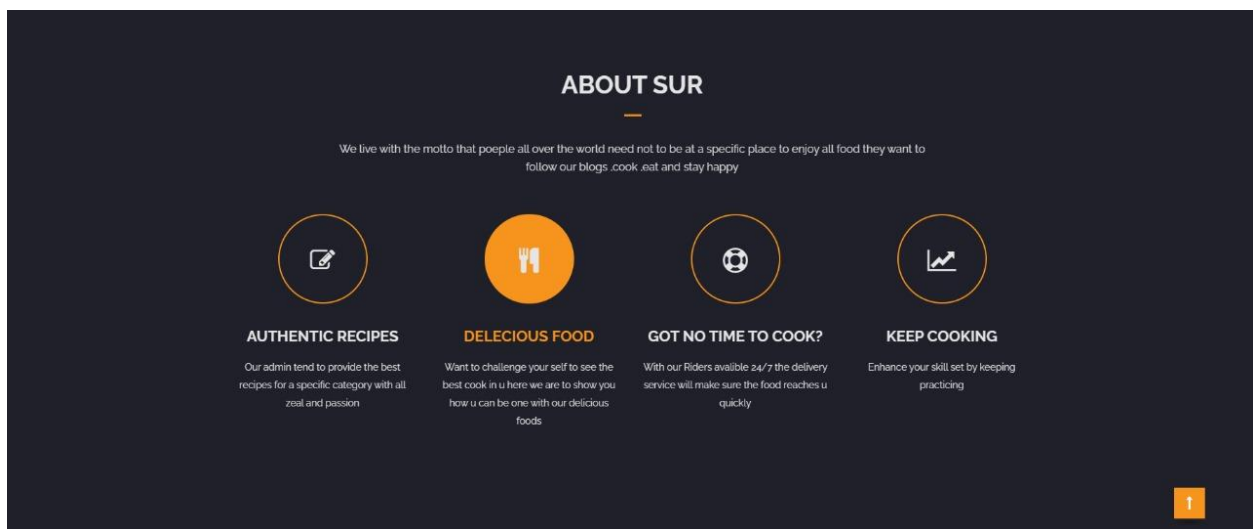 ABOUT SUR
We live with the motto that poeple all over the world need not to be at a specific place to enjoy all food they want to
follow our blogs .cook .eat and stay happy
AUTHENTIC RECIPES
Our admin tend to provide the best
recipes for a specific category with all
zeal and passion
DELECIOUS FOOD
Want to challenge your self to see the
best cook in u here we are to show you
how u can be one with our delicious
foods
GOT NO TIME TO COOK?
With our Riders avalible 24/7 the delivery
service will make sure the food reaches u
quickly
KEEP COOKING
Enhance your skill set by keeping
practicing